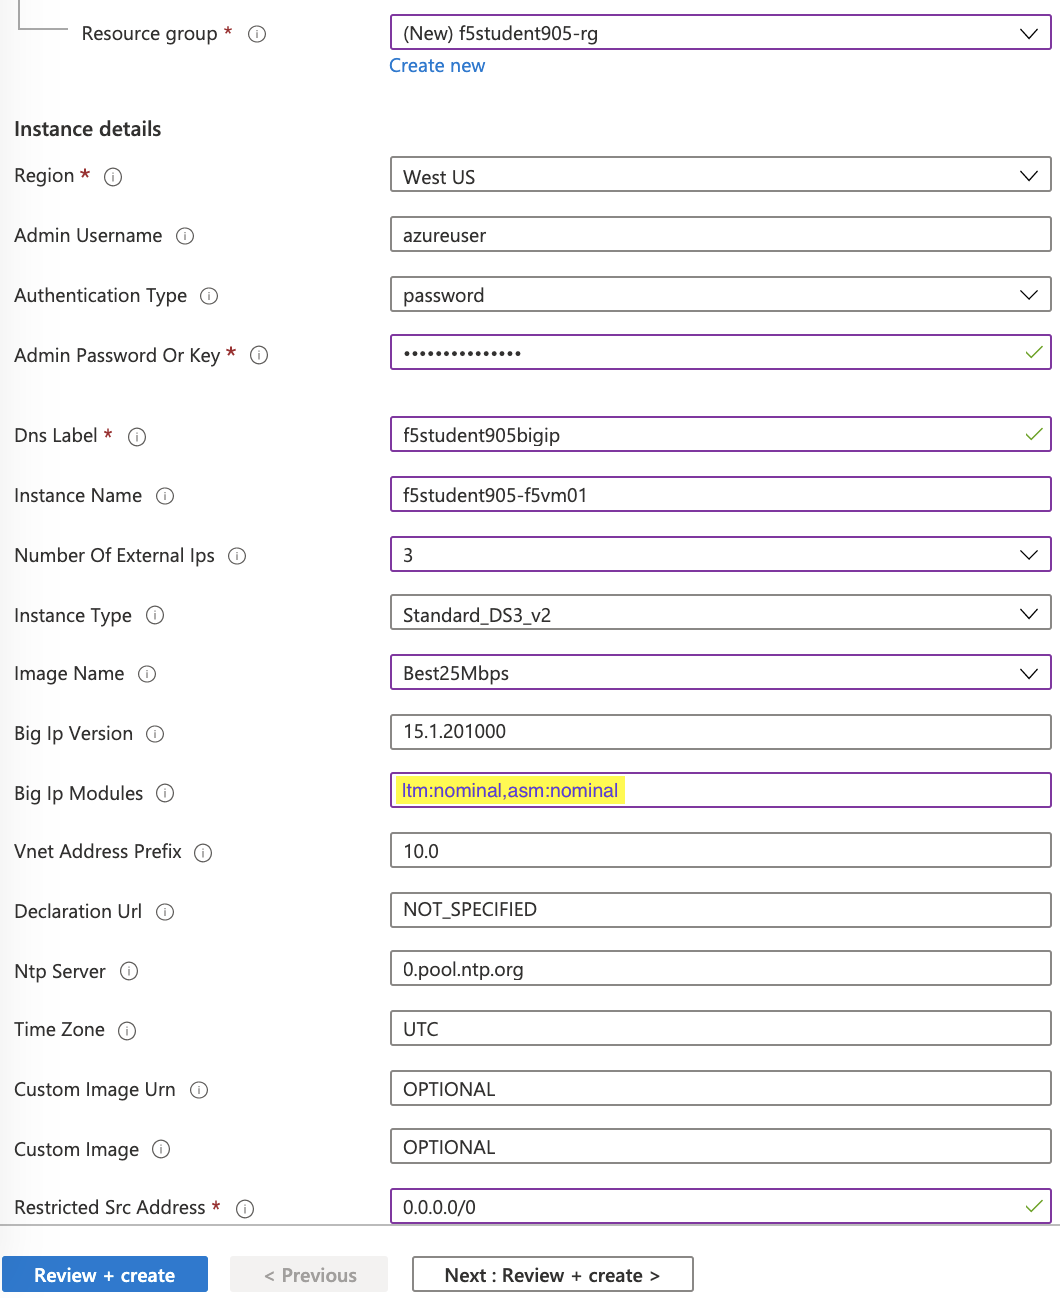 Resource group * (New) f5student905-rg
Create new
Instance details
Region * West US
Admin Username azureuser
Authentication Type password
Admin Password Or Key * •••••••••••••••
Dns Label * f5student905bigip
Instance Name f5student905-f5vm01
Number Of External Ips 3
Instance Type Standard_DS3_v2
Image Name Best25Mbps
Big Ip Version 15.1.201000
Big Ip Modules ltm:nominal,asm:nominal
Vnet Address Prefix 10.0
Declaration Url NOT_SPECIFIED
Ntp Server 0.pool.ntp.org
Time Zone UTC
Custom Image Urn OPTIONAL
Custom Image OPTIONAL
Restricted Src Address * 0.0.0.0/0
Review + create < Previous Next : Review + create >